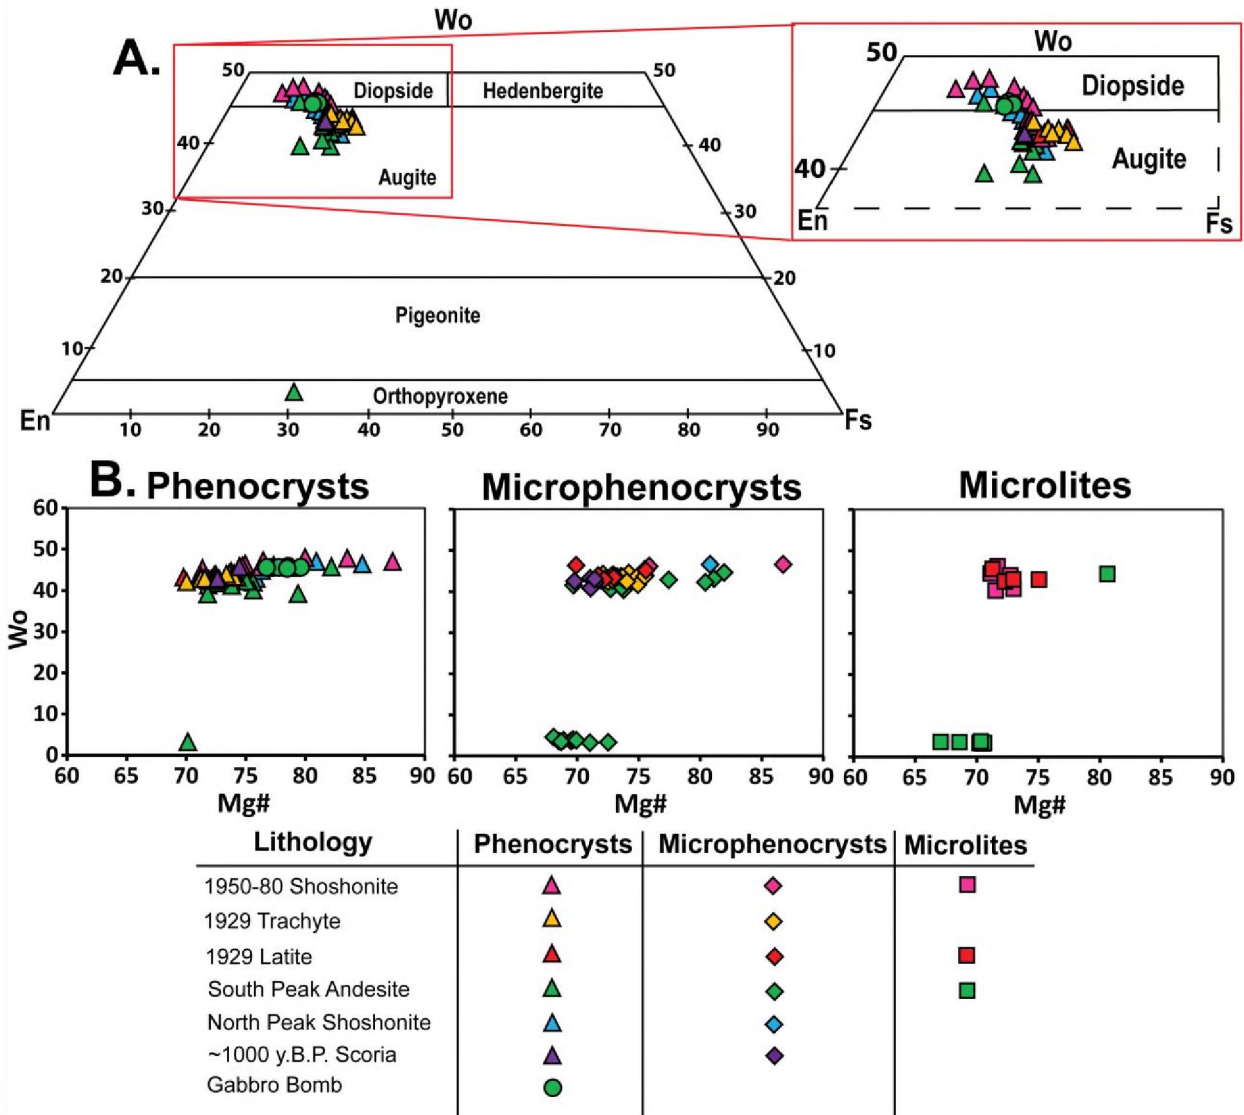 A.
Wo
50
50
Diopside
Hedenbergite
40
40
Augite
30
30
20
20
Pigeonite
10
10
Orthopyroxene
En
Fs
10 20 30 40 50 60 70 80 90
Wo
50
Diopside
40
Augite
En
Fs
B. Phenocrysts
Microphenocrysts
Microlites
Wo
60
50
40
30
20
10
0
60 65 70 75 80 85 90
Mg#
60 65 70 75 80 85 90
Mg#
60 65 70 75 80 85 90
Mg#
Lithology Phenocrysts Microphenocrysts Microlites
1950-80 Shoshonite
1929 Trachyte
1929 Latite
South Peak Andesite
North Peak Shoshonite
~1000 y.B.P. Scoria
Gabbro Bomb